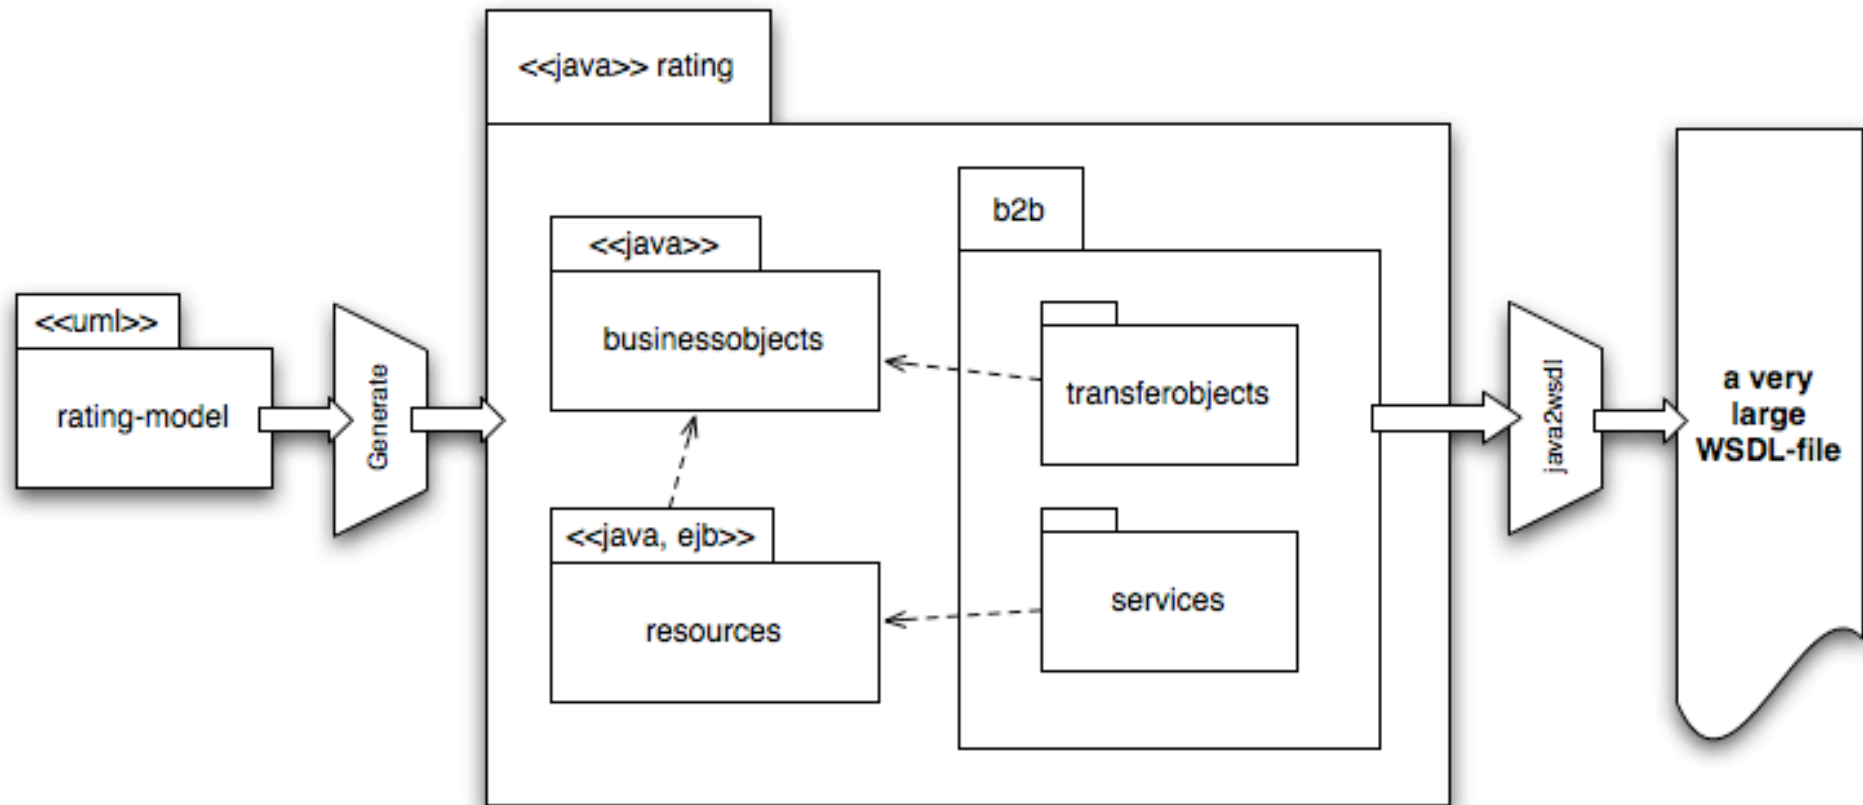 <<java>> rating
b2b
<<java>>
businessobjects
<<uml>>
rating-model
Generate
transferobjects
<<java, ejb>>
resources
services
java2wsdl
a very
large
WSDL-file